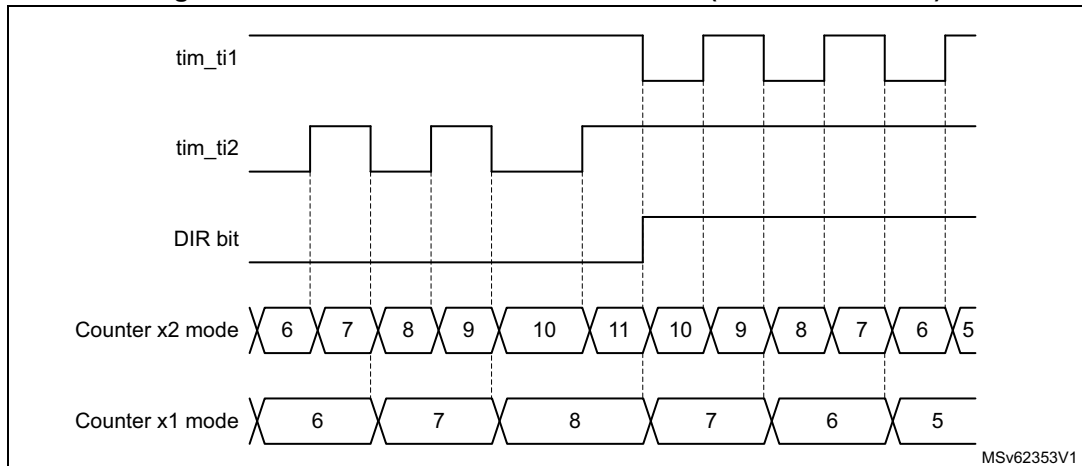 tim_ti1
tim_ti2
DIR bit
Counter x2 mode 6 7 8 9 10 11 10 9 8 7 6 5
Counter x1 mode 6 7 8 7 6 5
MSv62353V1